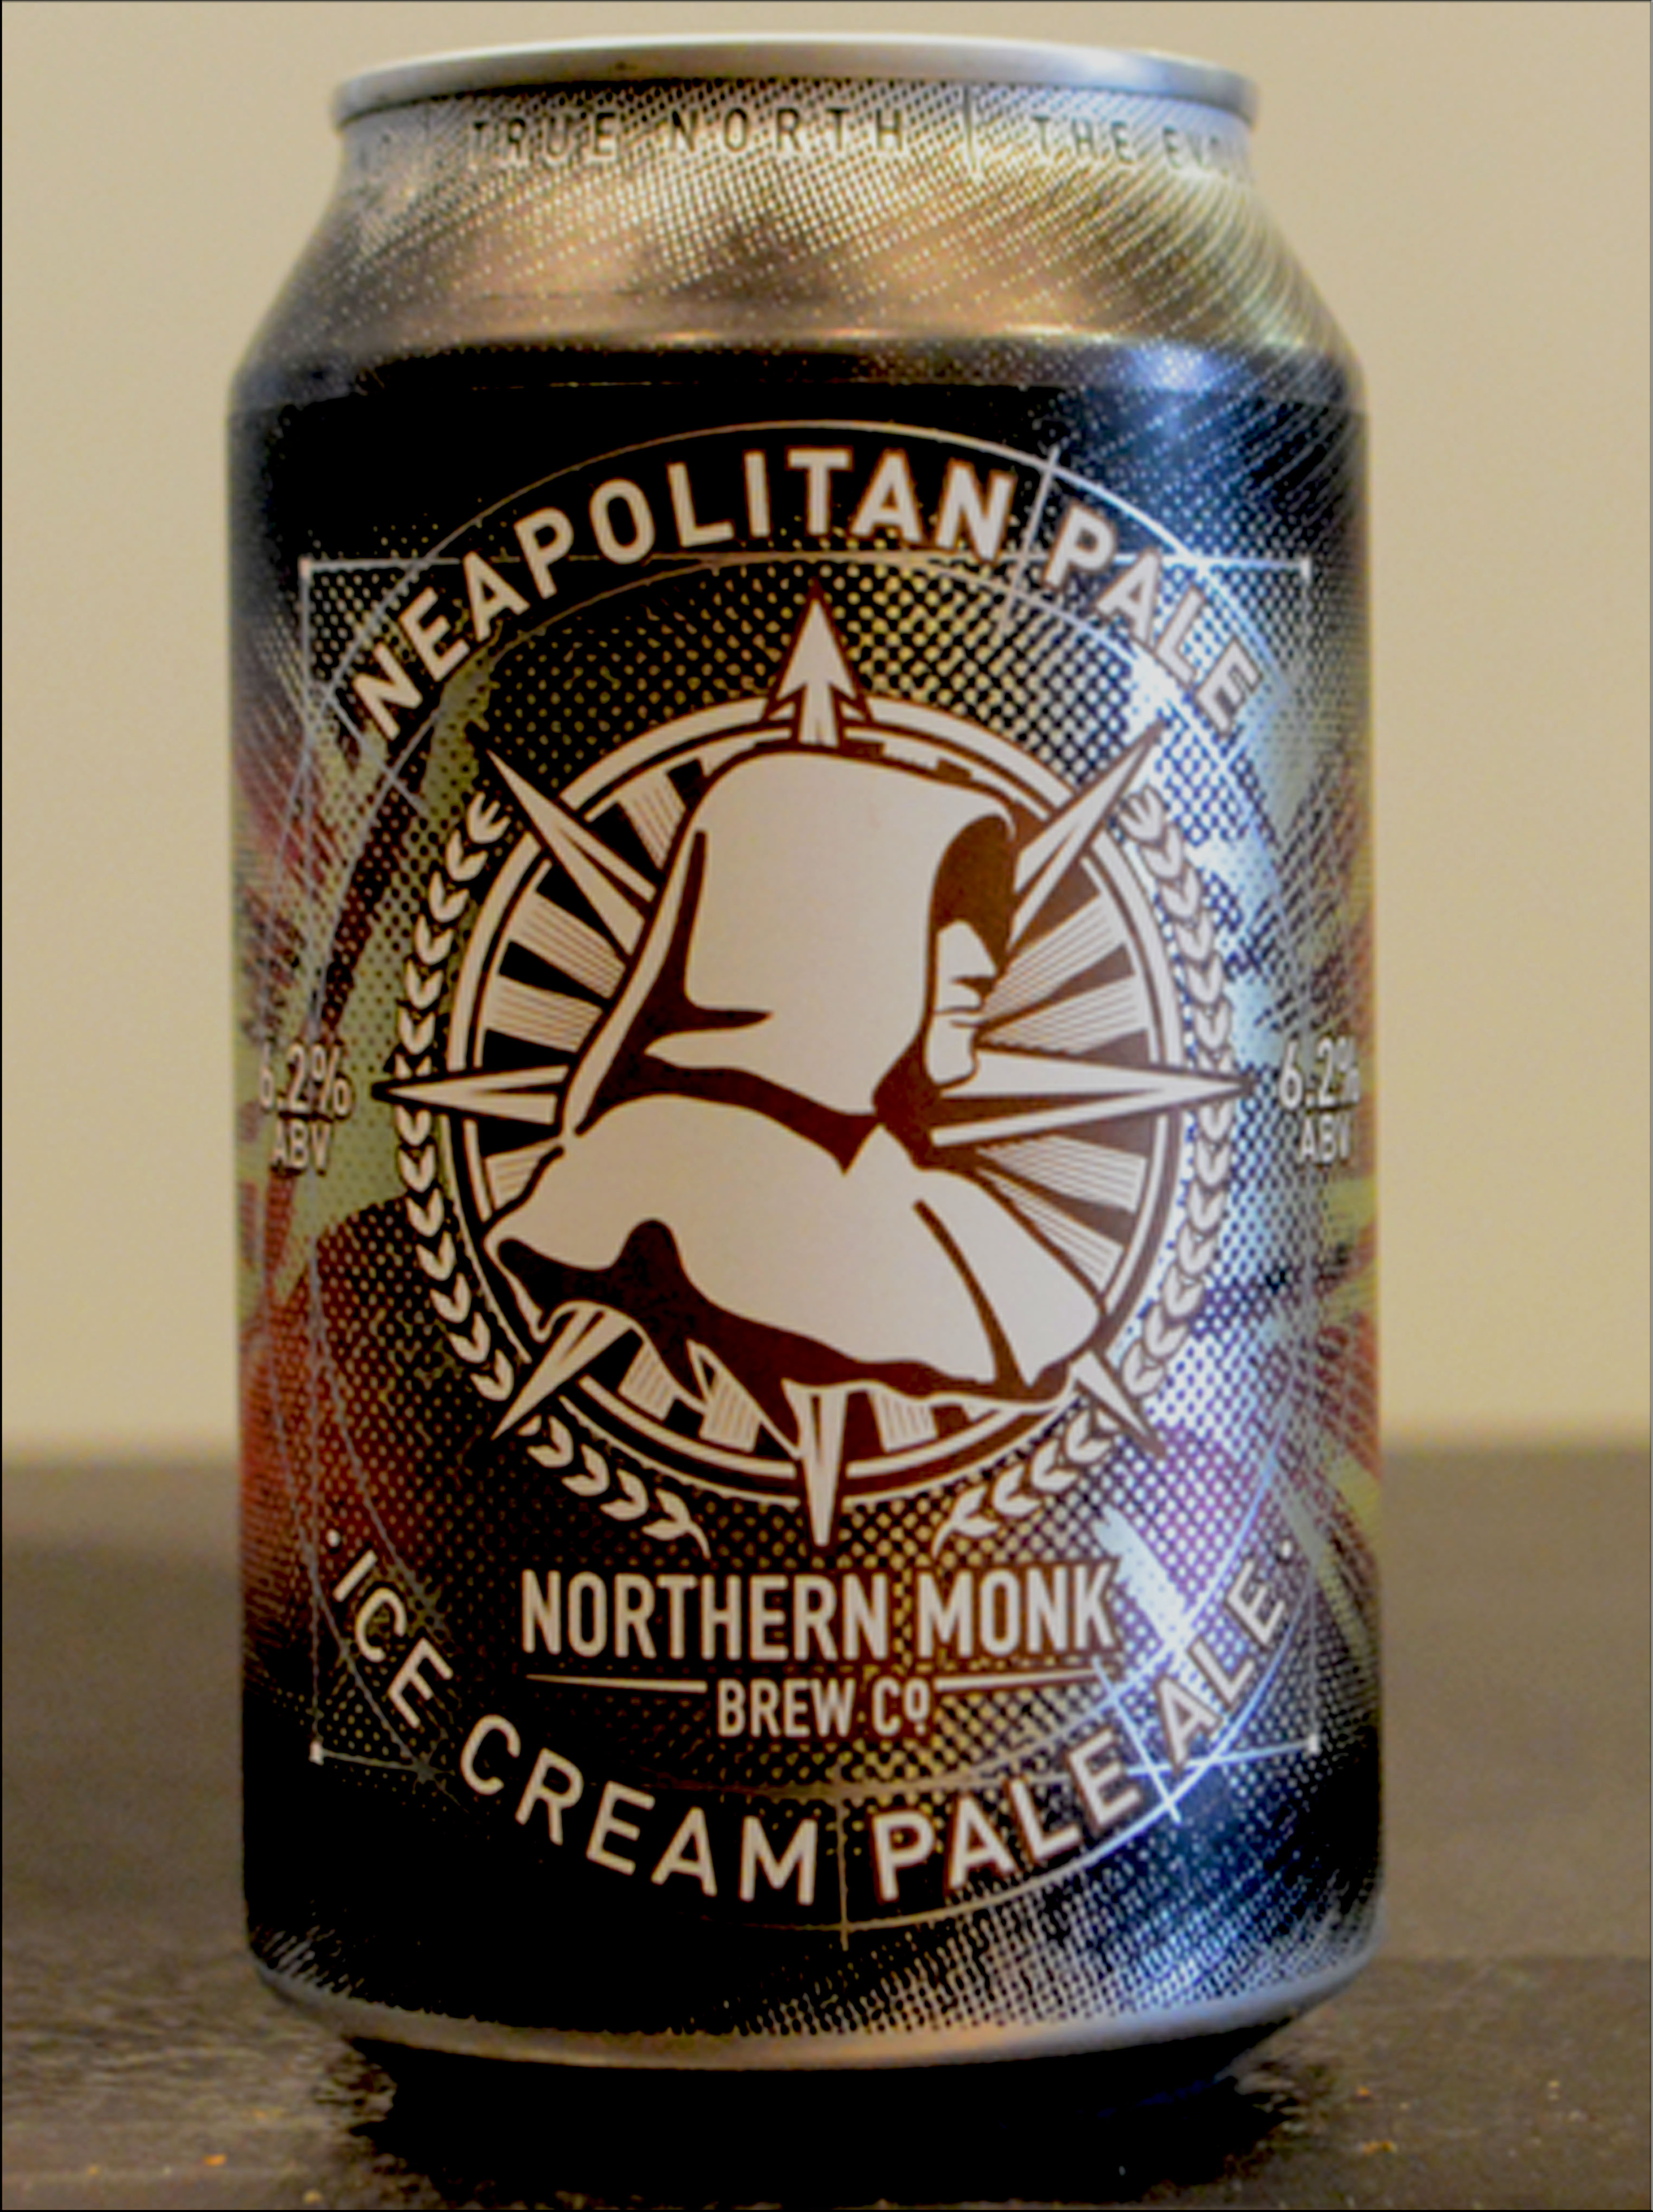 TRUE NORTH | THE
NEAPOLITAN PALE
6.2%
ABV
6.2%
ABV
NORTHERN MONK
BREW Cº
·ICE CREAM PALE ALE·